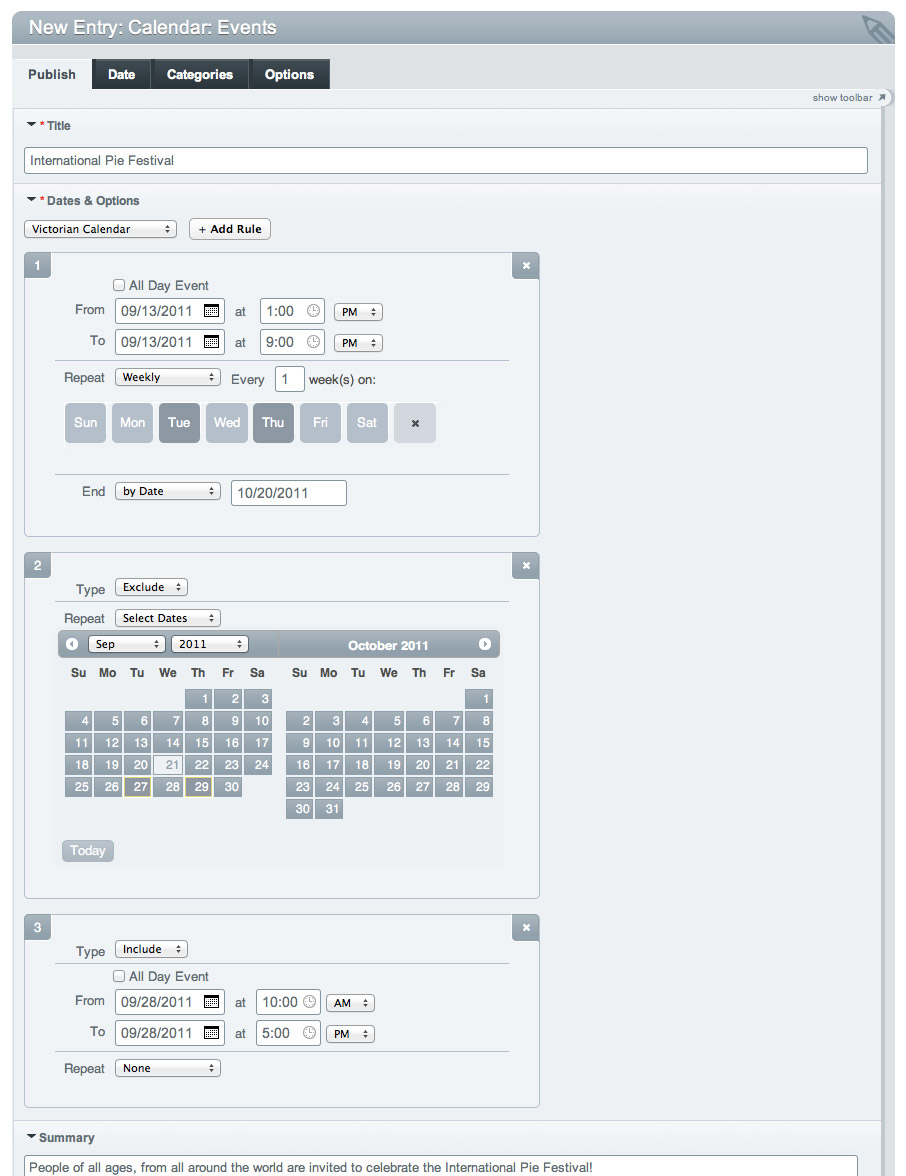 New Entry: Calendar: Events
Publish Date Categories Options
show toolbar
* Title
International Pie Festival
* Dates & Options
Victorian Calendar + Add Rule
1 ×
All Day Event
From 09/13/2011 at 1:00 PM
To 09/13/2011 at 9:00 PM
Repeat Weekly Every 1 week(s) on:
Sun Mon Tue Wed Thu Fri Sat ×
End by Date 10/20/2011
2 ×
Type Exclude
Repeat Select Dates
Sep 2011 October 2011
Su Mo Tu We Th Fr Sa Su Mo Tu We Th Fr Sa
1 2 3 1
4 5 6 7 8 9 10 2 3 4 5 6 7 8
11 12 13 14 15 16 17 9 10 11 12 13 14 15
18 19 20 21 22 23 24 16 17 18 19 20 21 22
25 26 27 28 29 30 23 24 25 26 27 28 29
30 31
Today
3 ×
Type Include
All Day Event
From 09/28/2011 at 10:00 AM
To 09/28/2011 at 5:00 PM
Repeat None
Summary
People of all ages, from all around the world are invited to celebrate the International Pie Festival!